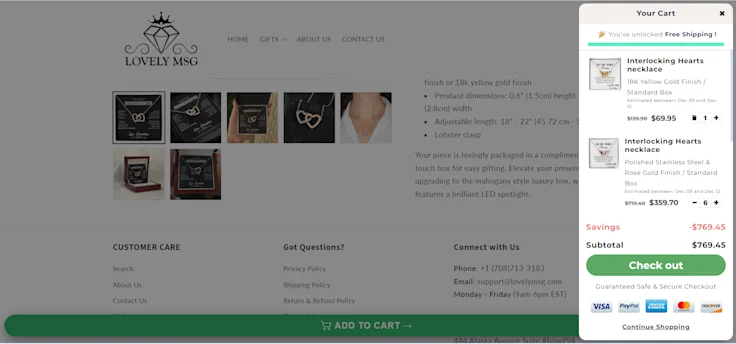 LOVELY MSG
HOME GIFTS ABOUT US CONTACT US
finish or 18k yellow gold finish
Pendant dimensions: 0.6" (1.5cm) height
(2.8cm) width
Adjustable length: 18" - 22" (45.72 cm -
Lobster clasp
Your piece is lovingly packaged in a complime
touch box for easy gifting. Elevate your presen
upgrading to the mahogany style luxury box, w
features a brilliant LED spotlight.
CUSTOMER CARE
Search
About Us
Contact Us
Got Questions?
Privacy Policy
Shipping Policy
Return & Refund Policy
Connect with Us
Phone: +1 (708)713-3183
Email: support@lovelymsg.com
Monday - Friday (9am-6pm EST)
ADD TO CART →
Your Cart ×
You've unlocked Free Shipping !
Interlocking Hearts
necklace
18K Yellow Gold Finish /
Standard Box
Estimated between: Dec 09 and Dec
12
$139.90 $69.95 1 +
Interlocking Hearts
necklace
Polished Stainless Steel &
Rose Gold Finish / Standard
Box
Estimated between: Dec 09 and Dec 12
$719.40 $359.70 − 6 +
Savings -$769.45
Subtotal $769.45
Check out
Guaranteed Safe & Secure Checkout
VISA PayPal AMERICAN EXPRESS MasterCard DISCOVER
Continue Shopping